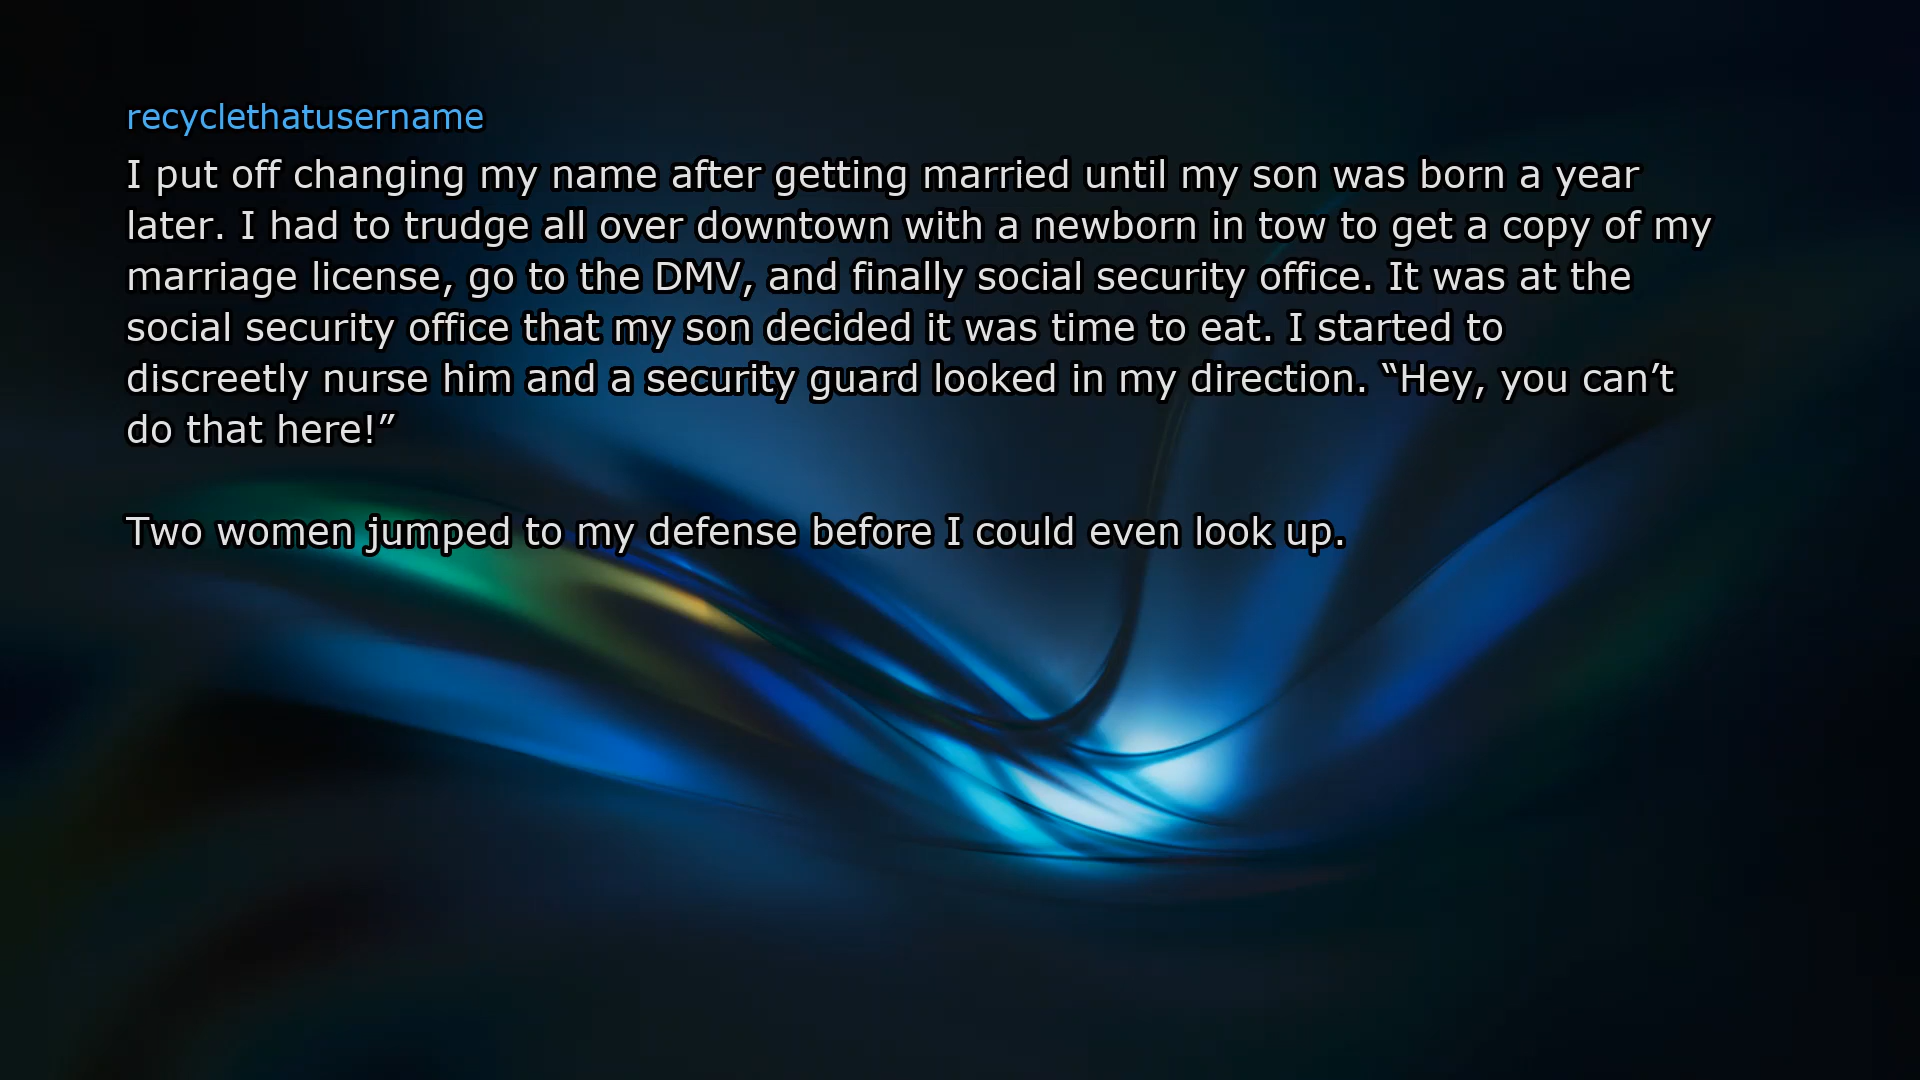 recyclethatusername
I put off changing my name after getting married until my son was born a year
later. I had to trudge all over downtown with a newborn in tow to get a copy of my
marriage license, go to the DMV, and finally social security office. It was at the
social security office that my son decided it was time to eat. I started to
discreetly nurse him and a security guard looked in my direction. “Hey, you can’t
do that here!”
Two women jumped to my defense before I could even look up.